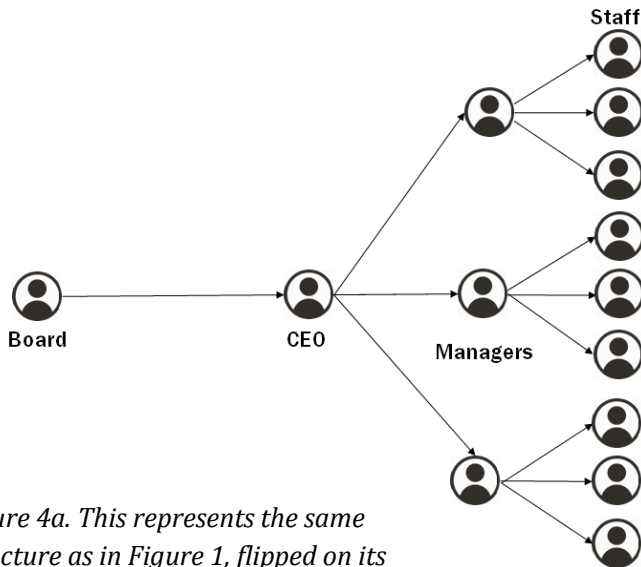 Staff
Board
CEO
Managers
ure 4a. This represents the same
cture as in Figure 1, flipped on its